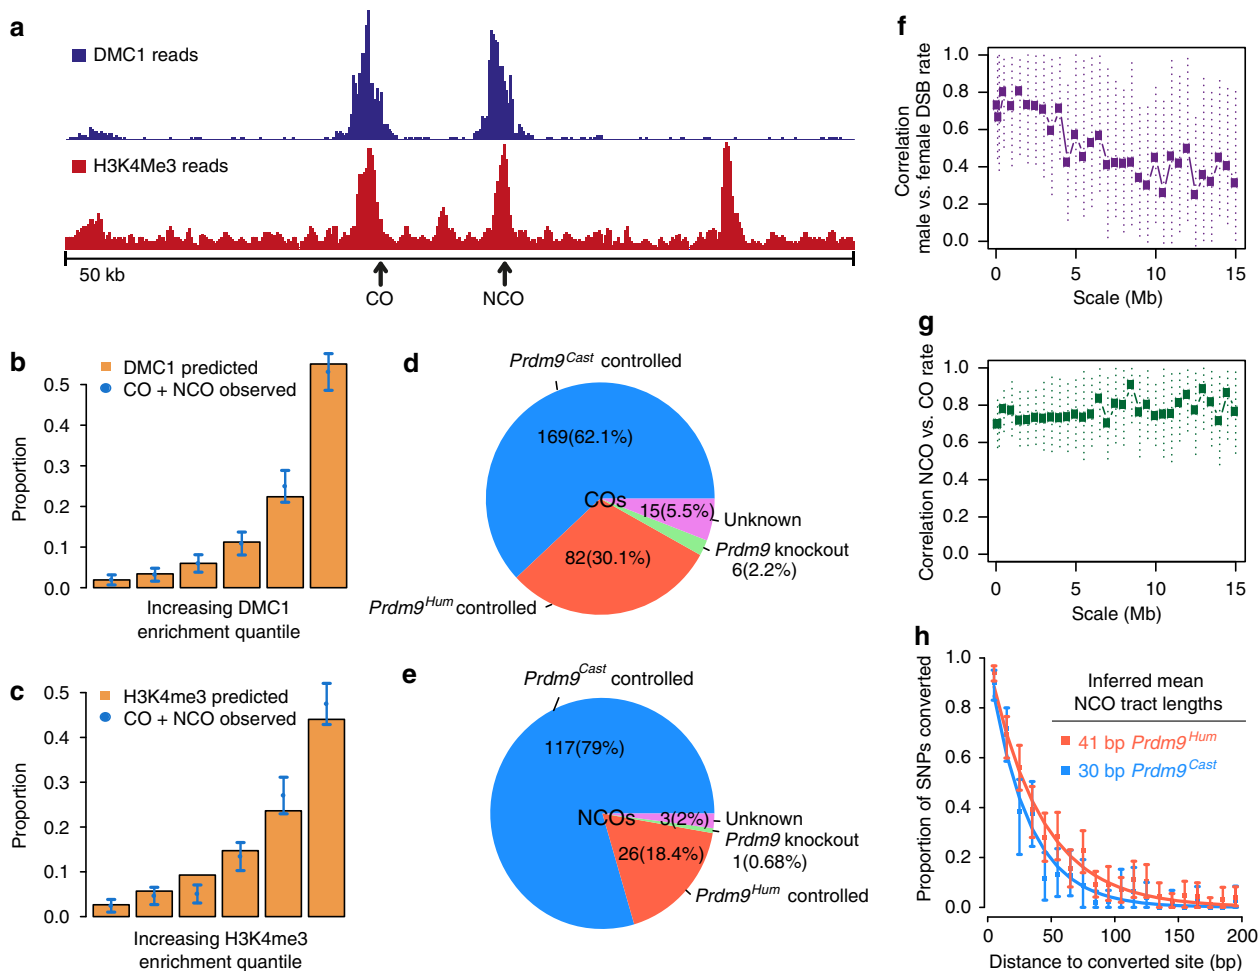 a
DMC1 reads
H3K4Me3 reads
50 kb
CO
NCO
b
DMC1 predicted
CO + NCO observed
0.5
0.4
0.3
0.2
0.1
0.0
Proportion
Increasing DMC1
enrichment quantile
c
H3K4me3 predicted
CO + NCO observed
0.5
0.4
0.3
0.2
0.1
0.0
Proportion
Increasing H3K4me3
enrichment quantile
d
Prdm9Cast controlled
169(62.1%)
COs
15(5.5%)
Unknown
Prdm9 knockout
6(2.2%)
82(30.1%)
Prdm9Hum controlled
e
Prdm9Cast controlled
117(79%)
NCOs
3(2%)
Unknown
Prdm9 knockout
1(0.68%)
26(18.4%)
Prdm9Hum controlled
f
1.0
0.8
0.6
0.4
0.2
0.0
Correlation
male vs. female DSB rate
0 5 10 15
Scale (Mb)
g
1.0
0.8
0.6
0.4
0.2
0.0
Correlation NCO vs. CO rate
0 5 10 15
Scale (Mb)
h
1.0
0.8
0.6
0.4
0.2
0.0
Proportion of SNPs converted
Inferred mean
NCO tract lengths
41 bp Prdm9Hum
30 bp Prdm9Cast
0 50 100 150 200
Distance to converted site (bp)